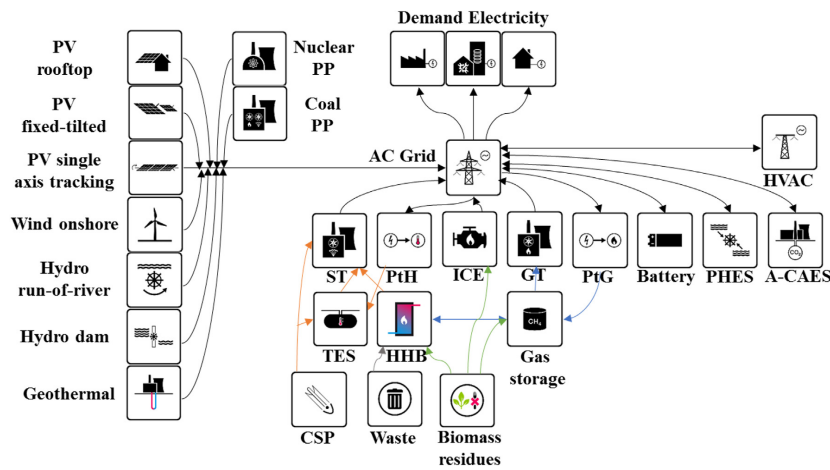 Demand Electricity
PV
rooftop
Nuclear
PP
PV
fixed-tilted
Coal
PP
PV single
axis tracking
AC Grid
HVAC
Wind onshore
Hydro
run-of-river
ST
PtH
ICE
GT
PtG
Battery
PHES
A-CAES
CO₂
Hydro dam
TES
HHB
CH₄
Gas
storage
Geothermal
CSP
Waste
Biomass
residues